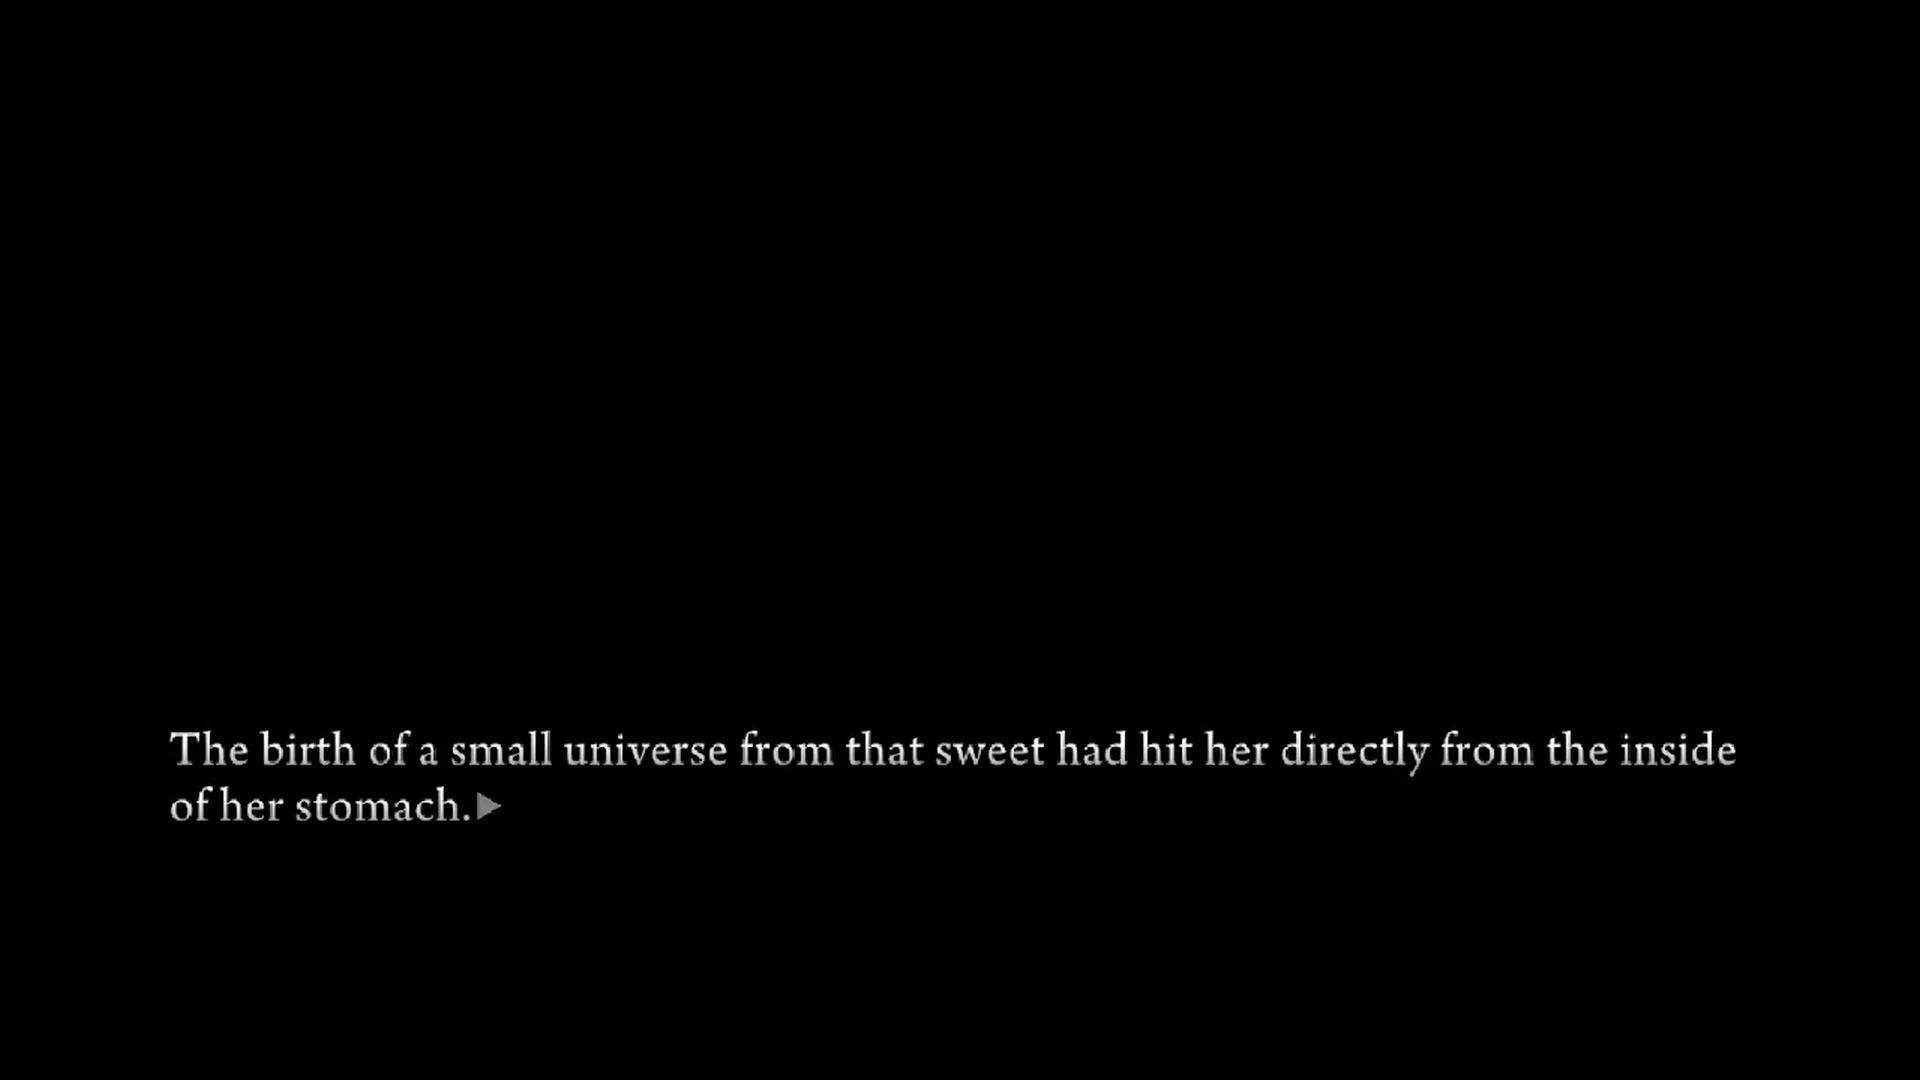 The birth of a small universe from that sweet had hit her directly from the inside
of her stomach.